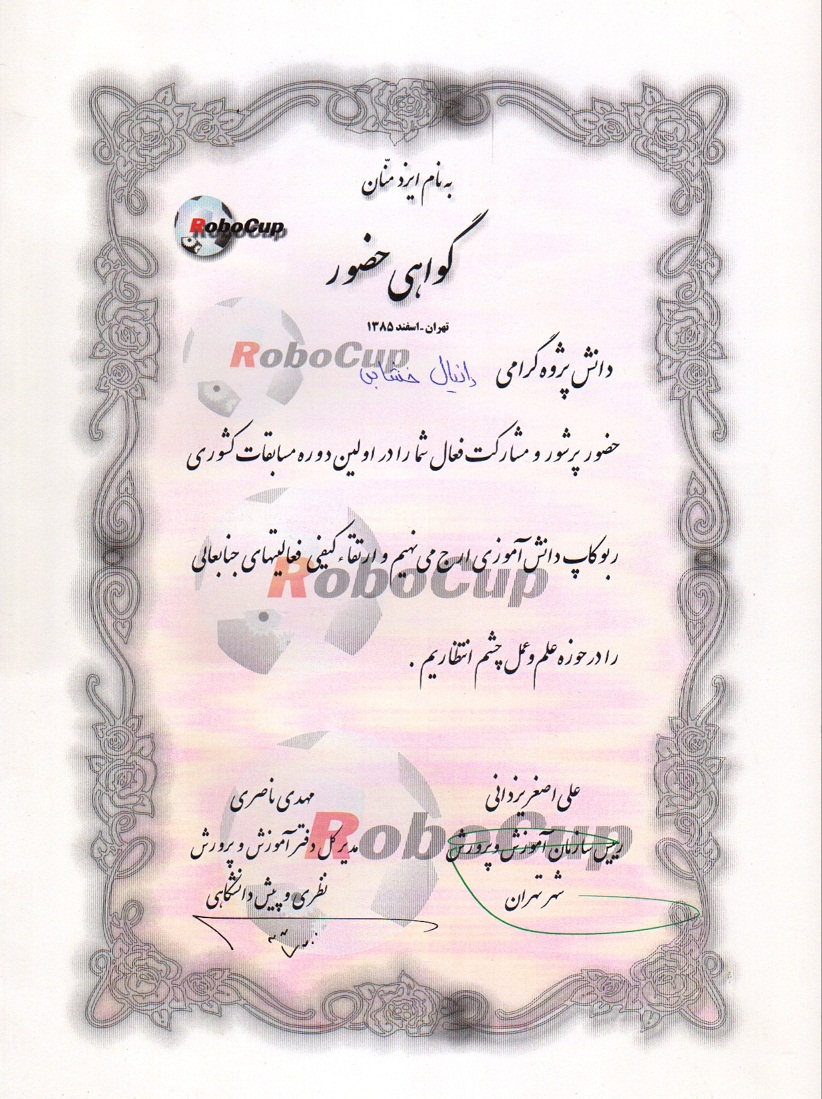 به نام ایزد منّان
RoboCup
گواهی حضور
تهران-اسفند ۱۳۸۵
RoboCup
دانش پژوه گرامی دانیال خشابی
حضور پرشور و مشارکت فعال شما را در اولین دوره مسابقات کشوری
ربوکاپ دانش آموزی ارج می نهیم و ارتقاء کیفی فعالیتهای جنابعالی
RoboCup
را در حوزه علم و عمل چشم انتظاریم .
علی اصغر یزدانی
مهدی ناصری
RoboCup
رییس سازمان آموزش و پرورش
مدیر کل دفتر آموزش و پرورش
شهر تهران
نظری و پیش دانشگاهی